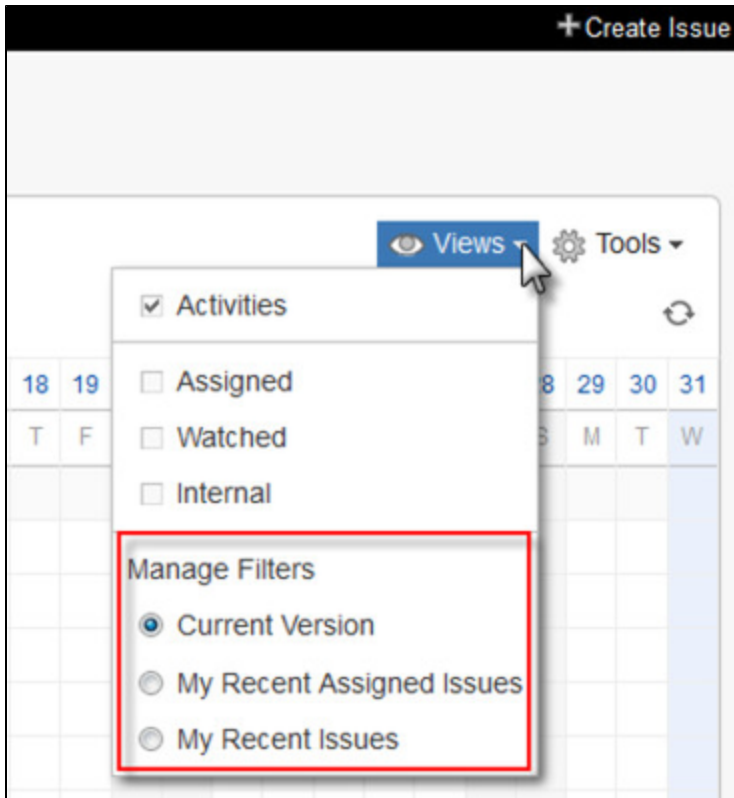 + Create Issue
Views Tools
Activities
18 19 Assigned 8 29 30 31
T F Watched S M T W
Internal
Manage Filters
Current Version
My Recent Assigned Issues
My Recent Issues